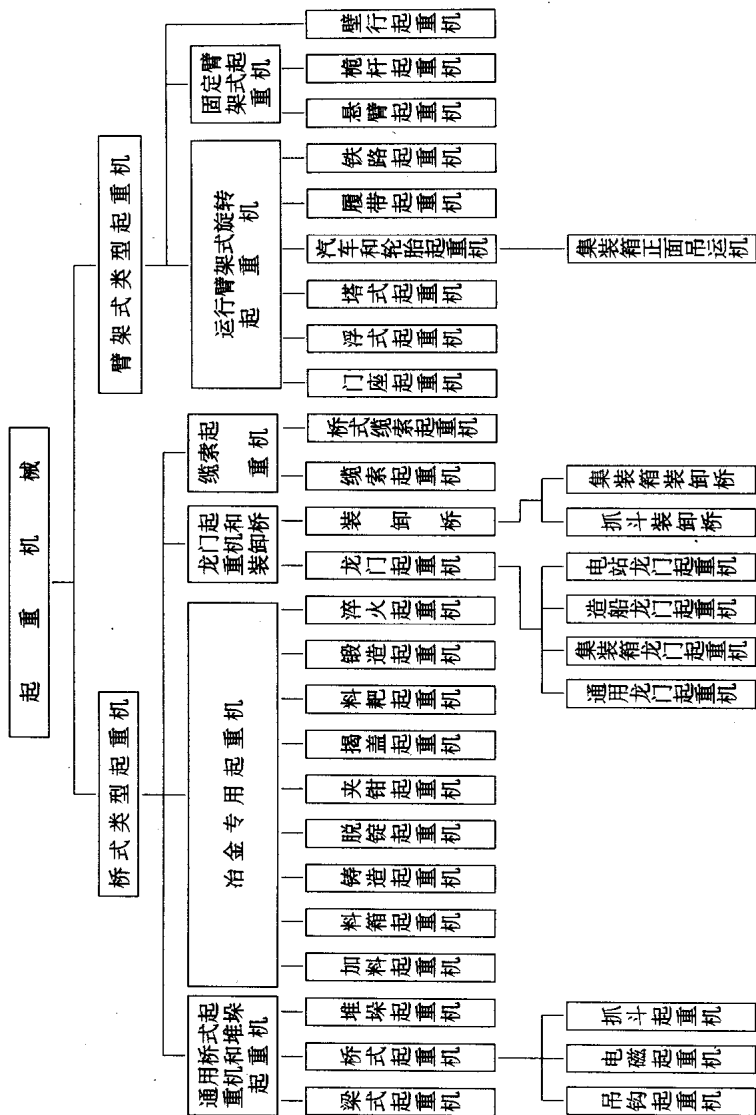 起重机械
桥式类型起重机
臂架式类型起重机
通用桥式起
重机和堆垛
起重机
冶金专用起重机
龙门起
重机和
装卸桥
缆索起
重机
运行臂架式旋转
起重机
固定臂
架式起
重机
梁式起重机
桥式起重机
堆垛起重机
加料起重机
料箱起重机
铸造起重机
脱锭起重机
夹钳起重机
揭盖起重机
料耙起重机
锻造起重机
淬火起重机
龙门起重机
装卸桥
缆索起重机
桥式缆索起重机
门座起重机
浮式起重机
塔式起重机
汽车和轮胎起重机
履带起重机
铁路起重机
悬臂起重机
桅杆起重机
壁行起重机
吊钩起重机
电磁起重机
抓斗起重机
通用龙门起重机
集装箱龙门起重机
造船龙门起重机
电站龙门起重机
抓斗装卸桥
集装箱装卸桥
集装箱正面吊运机